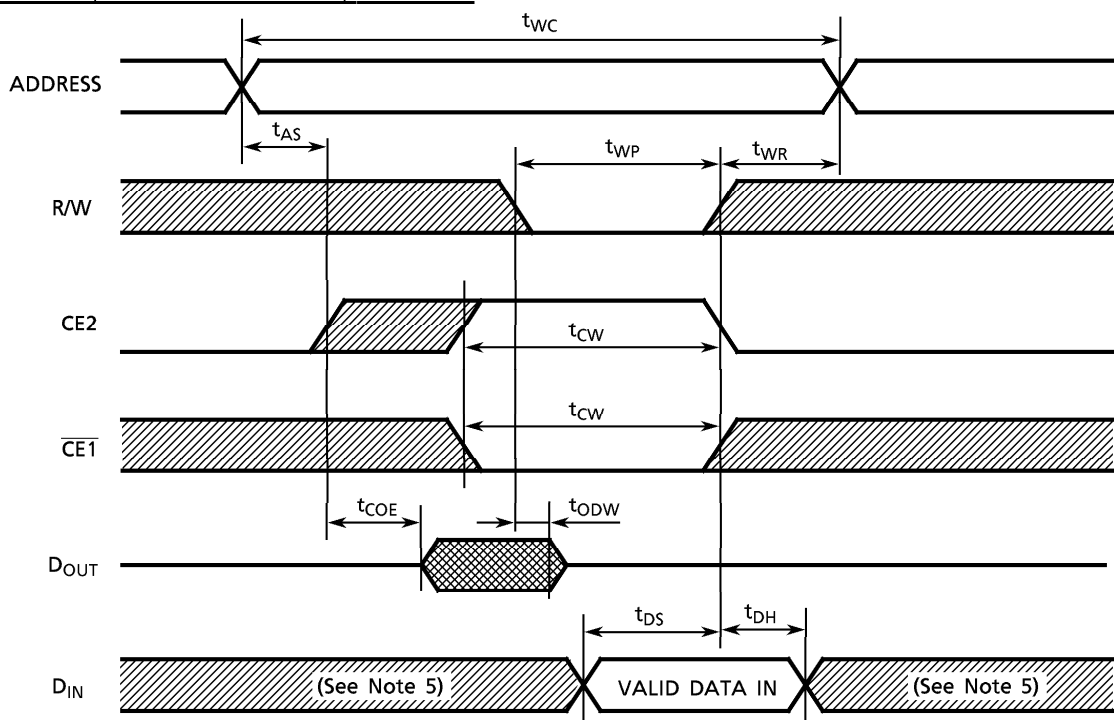 tWC
ADDRESS
tAS
tWP
tWR
R/W
CE2
tCW
tCW
CE1
tCOE
tODW
DOUT
tDS
tDH
DIN
(See Note 5)
VALID DATA IN
(See Note 5)